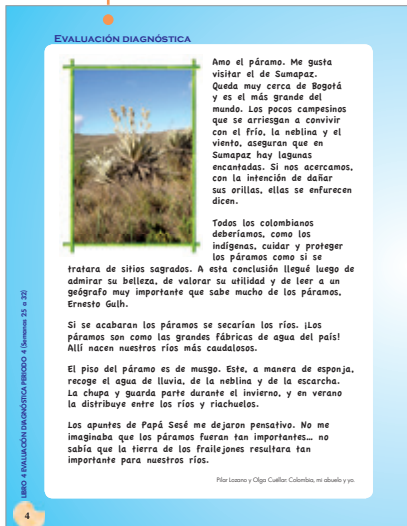 EVALUACIÓN DIAGNÓSTICA
Amo el páramo. Me gusta
visitar el de Sumapaz.
Queda muy cerca de Bogotá
y es el más grande del
mundo. Los pocos campesinos
que se arriesgan a convivir
con el frío, la neblina y el
viento, aseguran que en
Sumapaz hay lagunas
encantadas. Si nos acercamos,
con la intención de dañar
sus orillas, ellas se enfurecen
dicen.
Todos los colombianos
deberíamos, como los
indígenas, cuidar y proteger
los páramos como si se
tratara de sitios sagrados. A esta conclusión llegué luego de
admirar su belleza, de valorar su utilidad y de leer a un
geógrafo muy importante que sabe mucho de los páramos,
Ernesto Gulh.
Si se acabaran los páramos se secarían los ríos. ¡Los
páramos son como las grandes fábricas de agua del país!
Allí nacen nuestros ríos más caudalosos.
El piso del páramo es de musgo. Este, a manera de esponja,
recoge el agua de lluvia, de la neblina y de la escarcha.
La chupa y guarda parte durante el invierno, y en verano
la distribuye entre los ríos y riachuelos.
Los apuntes de Papá Sesé me dejaron pensativo. No me
imaginaba que los páramos fueran tan importantes... no
sabía que la tierra de los frailejones resultara tan
importante para nuestros ríos.
Pilar Lozano y Olga Cuéllar. Colombia, mi abuelo y yo.
LIBRO 4 EVALUACIÓN DIAGNÓSTICA PERIODO 4 (Semanas 25 a 32)
4